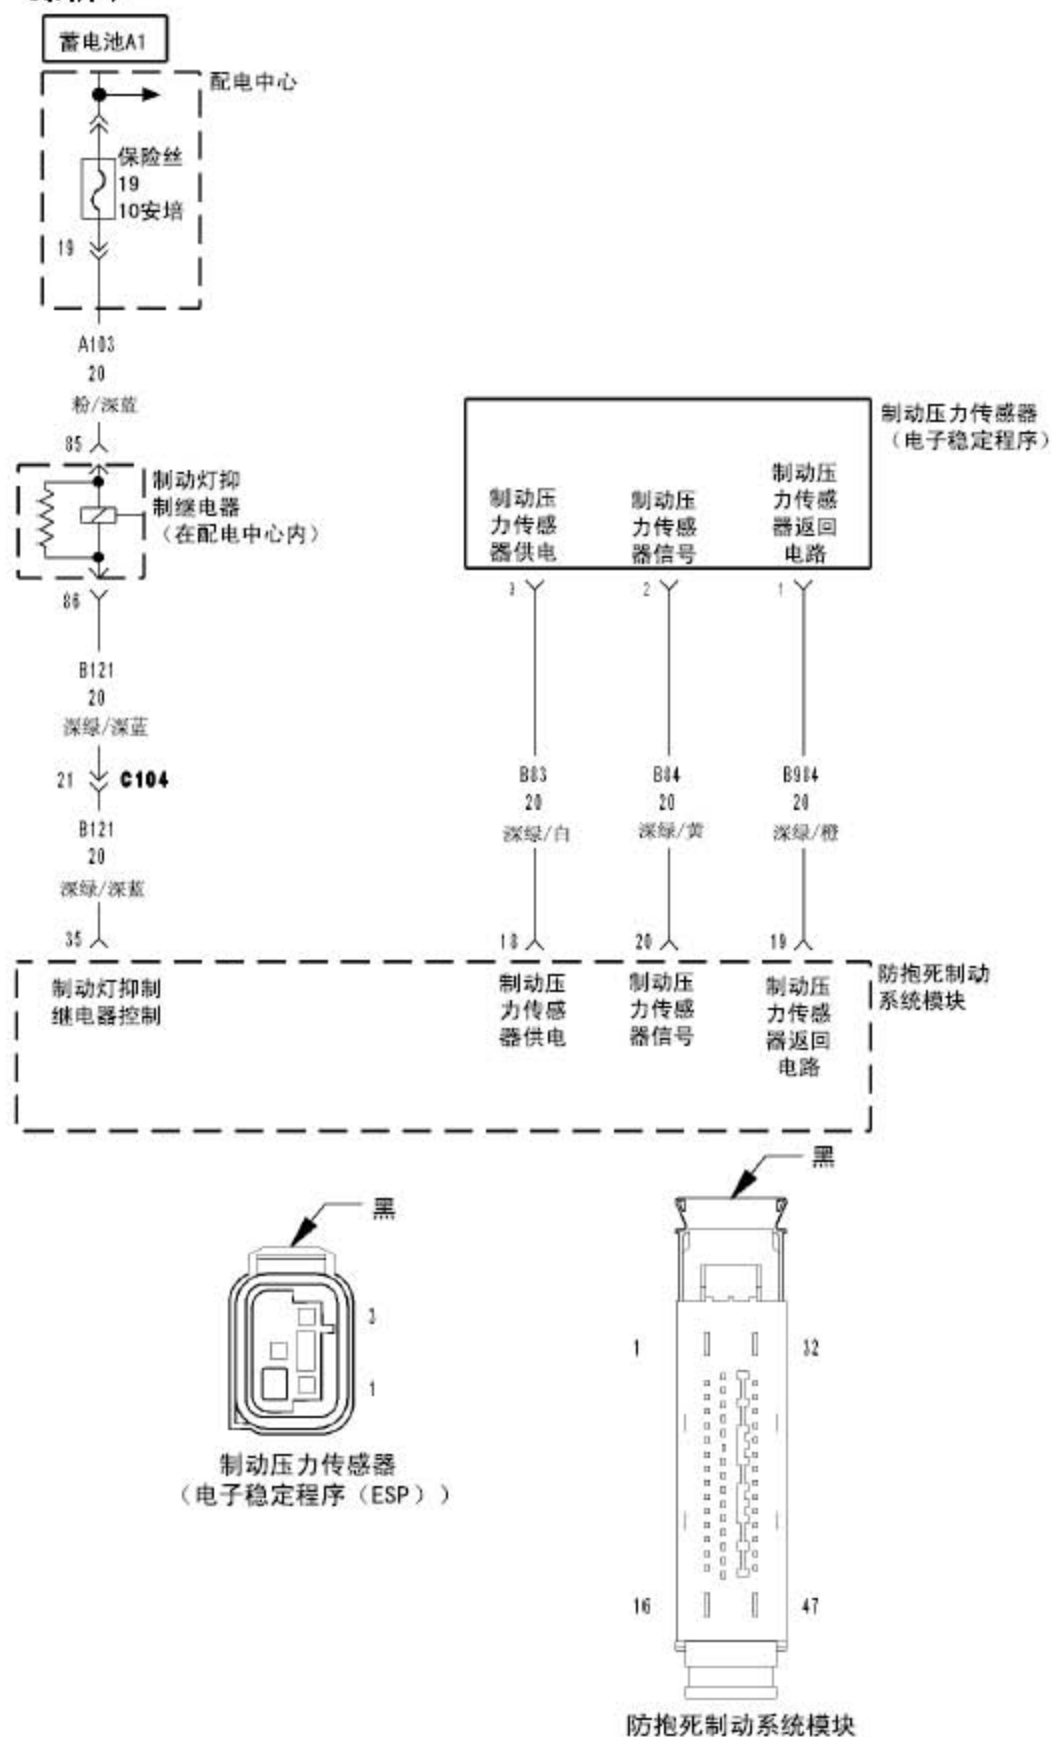 蓄电池A1
配电中心
保险丝
19
10安培
19
A103
20
粉/深蓝
85
制动灯抑
制继电器
（在配电中心内）
86
B121
20
深绿/深蓝
21
C104
B121
20
深绿/深蓝
35
制动压力传感器
（电子稳定程序）
制动压
力传感
器供电
制动压
力传感
器信号
制动压
力传感
器返回
电路
3
2
1
B83
20
深绿/白
B84
20
深绿/黄
B984
20
深绿/橙
18
20
19
防抱死制动
系统模块
制动灯抑制
继电器控制
制动压
力传感
器供电
制动压
力传感
器信号
制动压
力传感
器返回
电路
黑
3
1
制动压力传感器
（电子稳定程序（ESP））
黑
1
32
16
47
防抱死制动系统模块